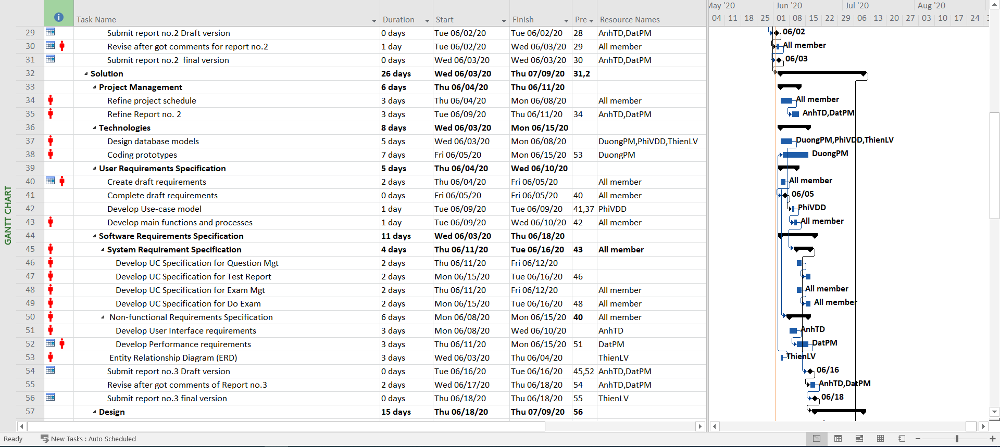 May '20 Jun '20 Jul '20 Aug '20
Task Name Duration Start Finish Pre Resource Names 04 11 18 25 01 08 15 22 29 06 13 20 27 03 10 17 24
29 Submit report no.2 Draft version 0 days Tue 06/02/20 Tue 06/02/20 28 AnhTD,DatPM 06/02
30 Revise after got comments for report no.2 1 day Tue 06/02/20 Wed 06/03/20 29 All member All member
31 Submit report no.2 final version 0 days Wed 06/03/20 Wed 06/03/20 30 AnhTD,DatPM 06/03
32 Solution 26 days Wed 06/03/20 Thu 07/09/20 31,2
33 Project Management 6 days Thu 06/04/20 Thu 06/11/20
34 Refine project schedule 3 days Thu 06/04/20 Mon 06/08/20 All member All member
35 Refine Report no. 2 3 days Tue 06/09/20 Thu 06/11/20 34 AnhTD,DatPM AnhTD,DatPM
36 Technologies 8 days Wed 06/03/20 Mon 06/15/20
37 Design database models 5 days Wed 06/03/20 Mon 06/08/20 DuongPM,PhiVDD,ThienLV DuongPM,PhiVDD,ThienLV
38 Coding prototypes 7 days Fri 06/05/20 Mon 06/15/20 53 DuongPM DuongPM
39 User Requirements Specification 5 days Thu 06/04/20 Wed 06/10/20
40 Create draft requirements 2 days Thu 06/04/20 Fri 06/05/20 All member All member
41 Complete draft requirements 0 days Fri 06/05/20 Fri 06/05/20 40 All member 06/05
42 Develop Use-case model 1 day Tue 06/09/20 Tue 06/09/20 41,37 PhiVDD PhiVDD
43 Develop main functions and processes 1 day Tue 06/09/20 Wed 06/10/20 42 All member All member
44 Software Requirements Specification 11 days Wed 06/03/20 Thu 06/18/20
45 System Requirement Specification 4 days Thu 06/11/20 Tue 06/16/20 43 All member
46 Develop UC Specification for Question Mgt 2 days Thu 06/11/20 Fri 06/12/20
47 Develop UC Specification for Test Report 2 days Mon 06/15/20 Tue 06/16/20 46
48 Develop UC Specification for Exam Mgt 2 days Thu 06/11/20 Fri 06/12/20 All member All member
49 Develop UC Specification for Do Exam 2 days Mon 06/15/20 Tue 06/16/20 48 All member All member
50 Non-functional Requirements Specification 6 days Mon 06/08/20 Mon 06/15/20 40 All member
51 Develop User Interface requirements 3 days Mon 06/08/20 Wed 06/10/20 AnhTD AnhTD
52 Develop Performance requirements 3 days Thu 06/11/20 Mon 06/15/20 51 DatPM DatPM
53 Entity Relationship Diagram (ERD) 3 days Wed 06/03/20 Thu 06/04/20 ThienLV ThienLV
54 Submit report no.3 Draft version 0 days Tue 06/16/20 Tue 06/16/20 45,52 AnhTD,DatPM 06/16
55 Revise after got comments of Report no.3 2 days Wed 06/17/20 Thu 06/18/20 54 AnhTD,DatPM AnhTD,DatPM
56 Submit report no.3 final version 0 days Thu 06/18/20 Thu 06/18/20 55 ThienLV 06/18
57 Design 15 days Thu 06/18/20 Thu 07/09/20 56
GANTT CHART
Ready New Tasks : Auto Scheduled